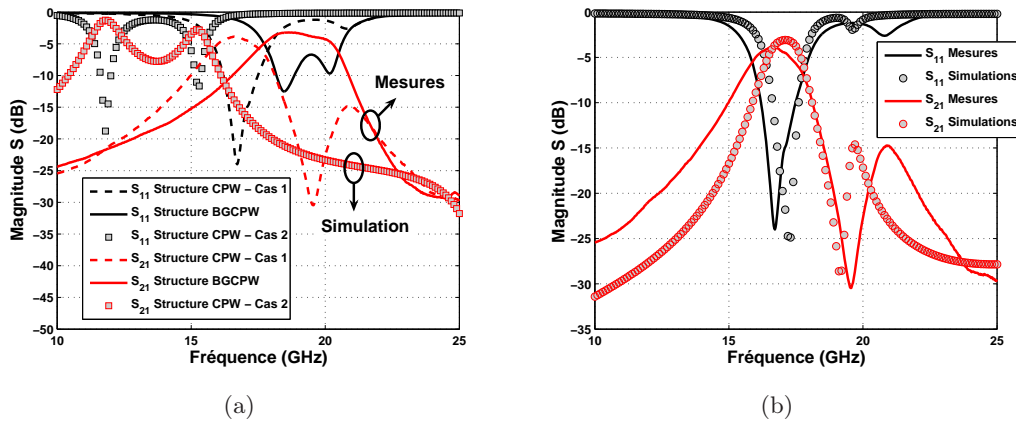 0
−5
−10
−15
−20
−25
−30
−35
−40
−45
−50
Magnitude S (dB)
Mesures
Simulation
S11 Structure CPW – Cas 1
S11 Structure BGCPW
S11 Structure CPW – Cas 2
S21 Structure CPW – Cas 1
S21 Structure BGCPW
S21 Structure CPW – Cas 2
10 15 20 25
Fréquence (GHz)
(a)
0
−5
−10
−15
−20
−25
−30
−35
Magnitude S (dB)
S11 Mesures
S11 Simulations
S21 Mesures
S21 Simulations
10 15 20 25
Fréquence (GHz)
(b)